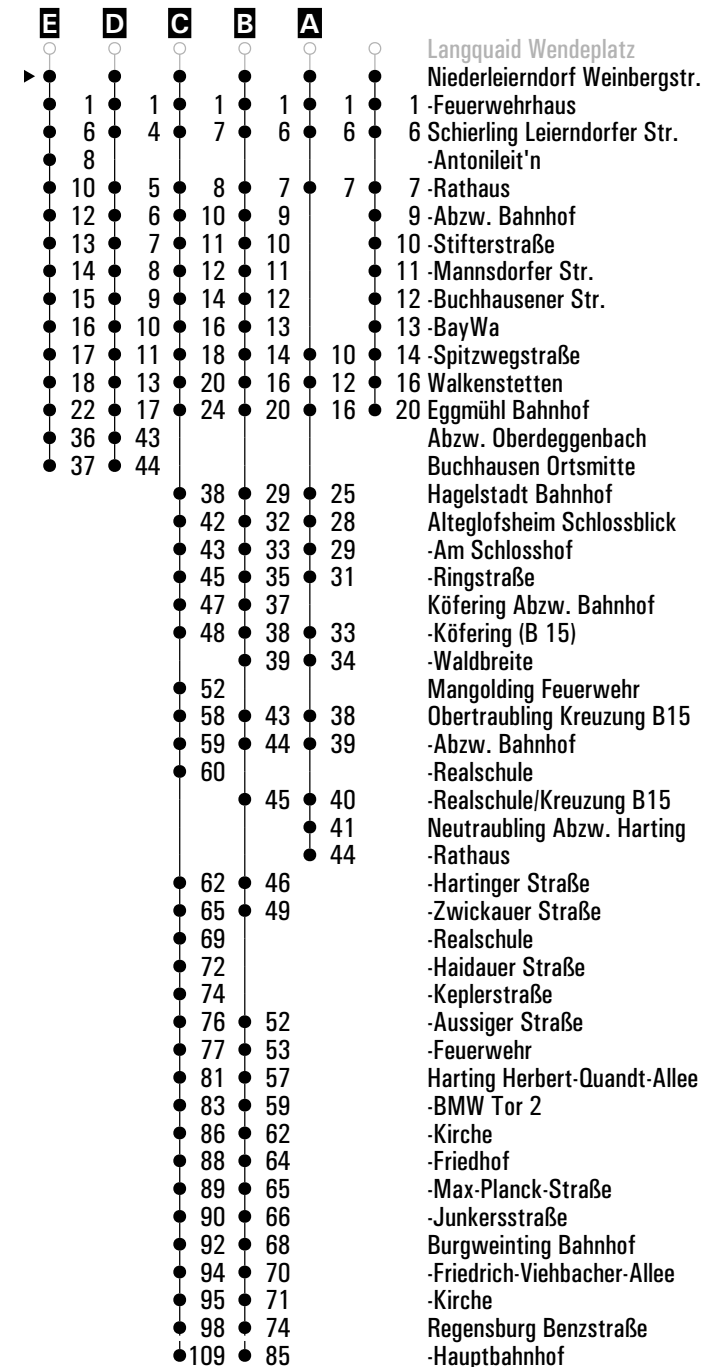 E D C B A
Langquaid Wendeplatz
Niederleierndorf Weinbergstr.
1 1 1 1 1 1 -Feuerwehrhaus
6 4 7 6 6 6 Schierling Leierndorfer Str.
8 -Antonileit'n
10 5 8 7 7 7 -Rathaus
12 6 10 9 9 -Abzw. Bahnhof
13 7 11 10 10 -Stifterstraße
14 8 12 11 11 -Mannsdorfer Str.
15 9 14 12 12 -Buchhausener Str.
16 10 16 13 13 -BayWa
17 11 18 14 10 14 -Spitzwegstraße
18 13 20 16 12 16 Walkenstetten
22 17 24 20 16 20 Eggmühl Bahnhof
36 43 Abzw. Oberdeggenbach
37 44 Buchhausen Ortsmitte
38 29 25 Hagelstadt Bahnhof
42 32 28 Alteglofsheim Schlossblick
43 33 29 -Am Schlosshof
45 35 31 -Ringstraße
47 37 Köfering Abzw. Bahnhof
48 38 33 -Köfering (B 15)
39 34 -Waldbreite
52 Mangolding Feuerwehr
58 43 38 Obertraubling Kreuzung B15
59 44 39 -Abzw. Bahnhof
60 -Realschule
45 40 -Realschule/Kreuzung B15
41 Neutraubling Abzw. Harting
44 -Rathaus
62 46 -Hartinger Straße
65 49 -Zwickauer Straße
69 -Realschule
72 -Haidauer Straße
74 -Keplerstraße
76 52 -Aussiger Straße
77 53 -Feuerwehr
81 57 Harting Herbert-Quandt-Allee
83 59 -BMW Tor 2
86 62 -Kirche
88 64 -Friedhof
89 65 -Max-Planck-Straße
90 66 -Junkersstraße
92 68 Burgweinting Bahnhof
94 70 -Friedrich-Viehbacher-Allee
95 71 -Kirche
98 74 Regensburg Benzstraße
109 85 -Hauptbahnhof